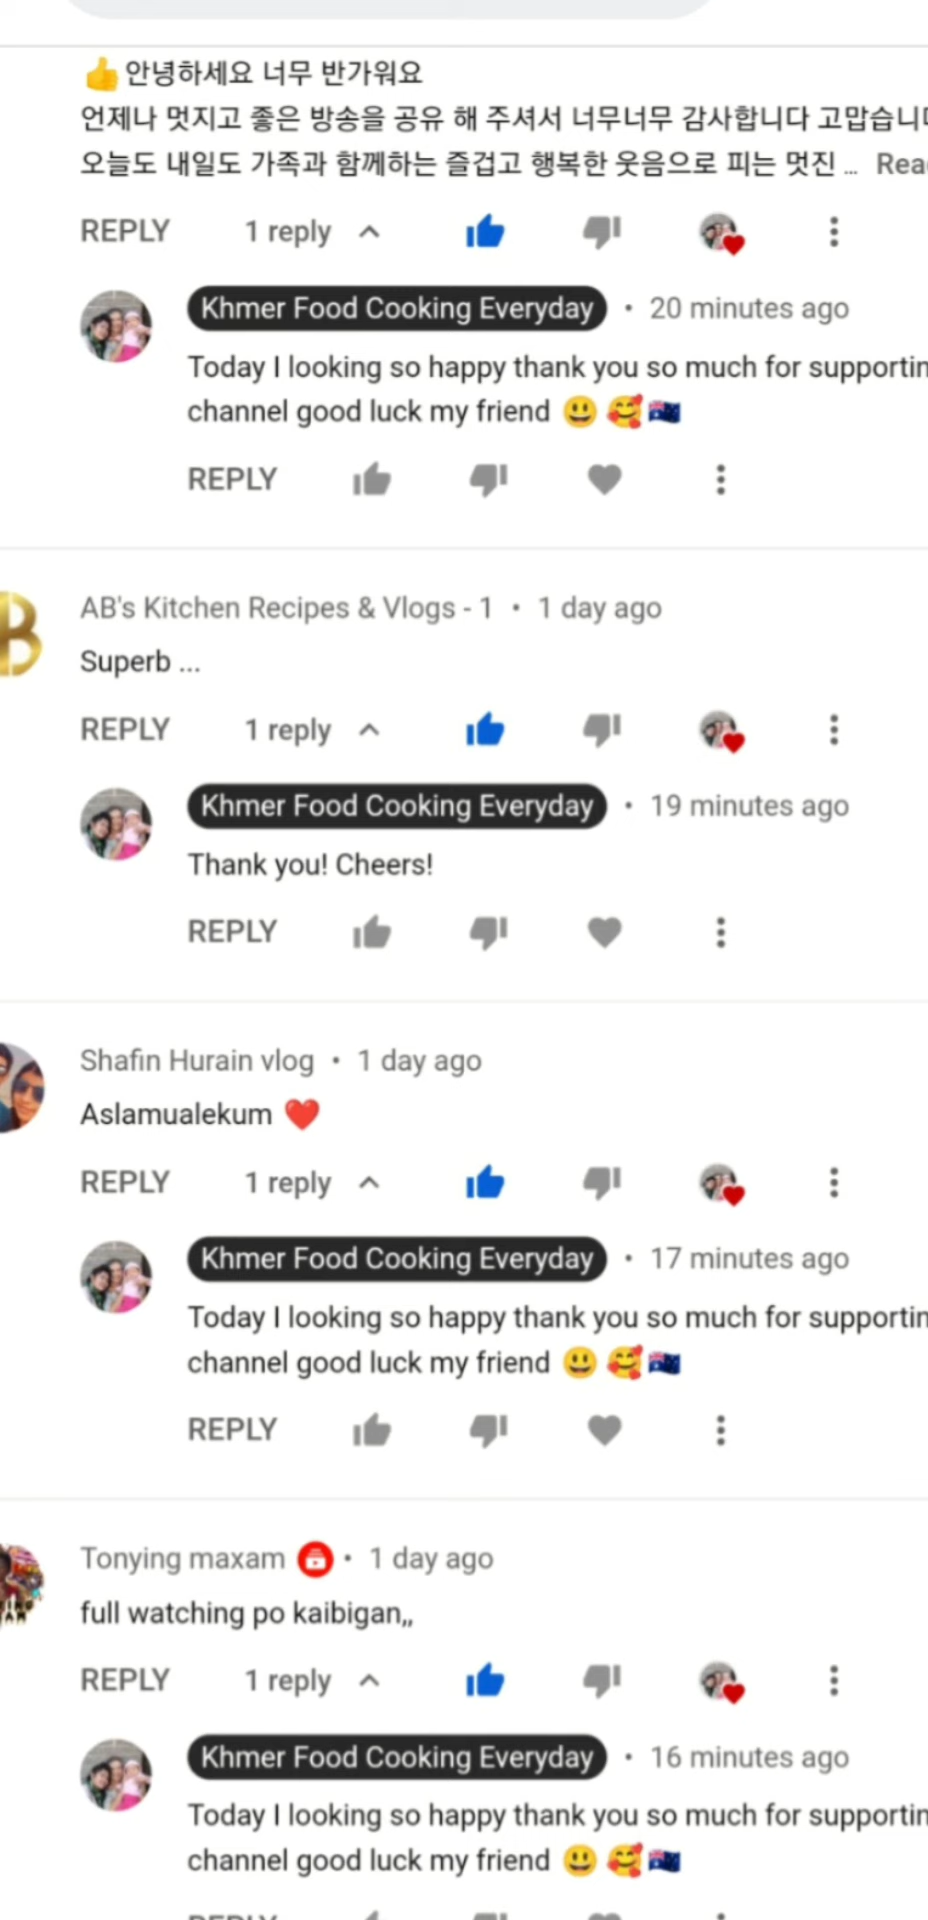 👍안녕하세요 너무 반가워요
언제나 멋지고 좋은 방송을 공유 해 주셔서 너무너무 감사합니다
오늘도 내일도 가족과 함께하는 즐겁고 행복한 웃음으로 피는 멋진 ...
REPLY 1 reply
Khmer Food Cooking Everyday • 20 minutes ago
Today I looking so happy thank you so much for
channel good luck my friend 😃 🥰 🇦🇺
REPLY
AB's Kitchen Recipes & Vlogs - 1 • 1 day ago
Superb ...
REPLY 1 reply
Khmer Food Cooking Everyday • 19 minutes ago
Thank you! Cheers!
REPLY
Shafin Hurain vlog • 1 day ago
Aslamualekum ❤️
REPLY 1 reply
Khmer Food Cooking Everyday • 17 minutes ago
Today I looking so happy thank you so much for
channel good luck my friend 😃 🥰 🇦🇺
REPLY
Tonying maxam • 1 day ago
full watching po kaibigan,,
REPLY 1 reply
Khmer Food Cooking Everyday • 16 minutes ago
Today I looking so happy thank you so much for
channel good luck my friend 😃 🥰 🇦🇺